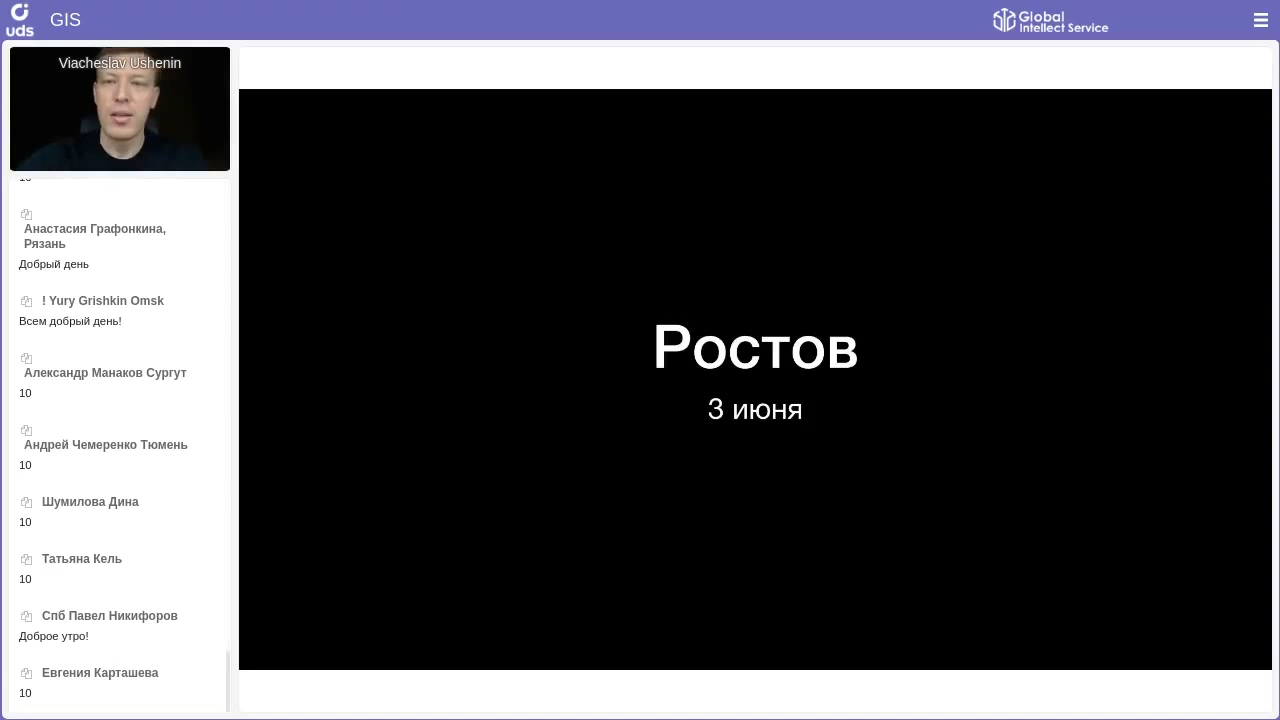 uds
GIS
Global
Intellect Service
Viacheslav Ushenin
Анастасия Графонкина,
Рязань
Добрый день
! Yury Grishkin Omsk
Всем добрый день!
Александр Манаков Сургут
10
Андрей Чемеренко Тюмень
10
Шумилова Дина
10
Татьяна Кель
10
Спб Павел Никифоров
Доброе утро!
Евгения Карташева
10
Ростов
3 июня